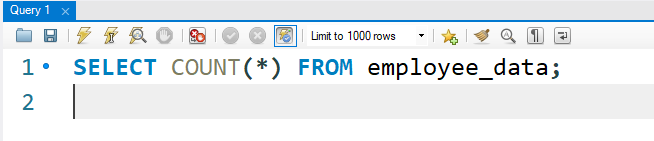 Query 1
Limit to 1000 rows
1 SELECT COUNT(*) FROM employee_data;
2